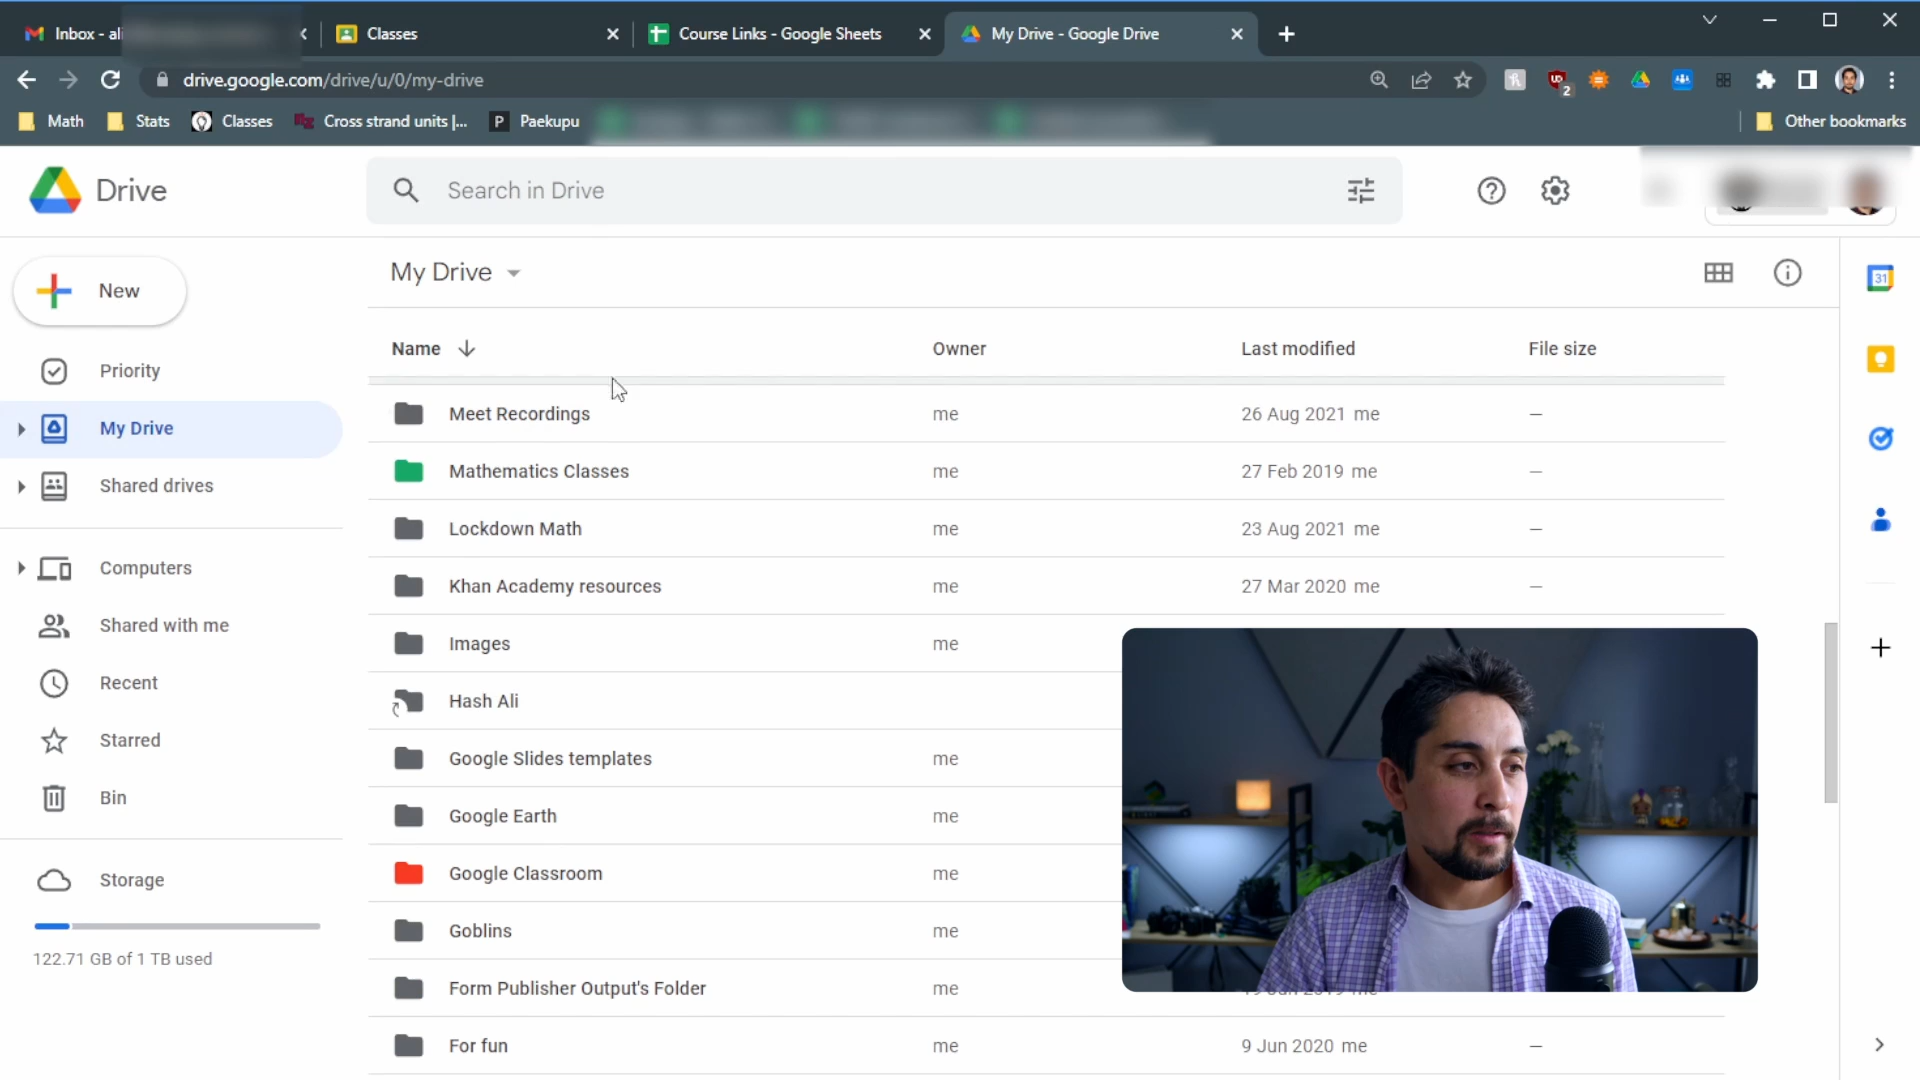 Inbox - ali
Classes
Course Links - Google Sheets
My Drive - Google Drive
drive.google.com/drive/u/0/my-drive
2
Math
Stats
Classes
Cross strand units |...
P Paekupu
Other bookmarks
Drive
Search in Drive
New
My Drive
31
Name
Owner
Last modified
File size
Priority
My Drive
Shared drives
Computers
Shared with me
Recent
Starred
Bin
Storage
122.71 GB of 1 TB used
Meet Recordings me 26 Aug 2021 me –
Mathematics Classes me 27 Feb 2019 me –
Lockdown Math me 23 Aug 2021 me –
Khan Academy resources me 27 Mar 2020 me –
Images me
Hash Ali
Google Slides templates me
Google Earth me
Google Classroom me
Goblins me
Form Publisher Output's Folder me
For fun me 9 Jun 2020 me –